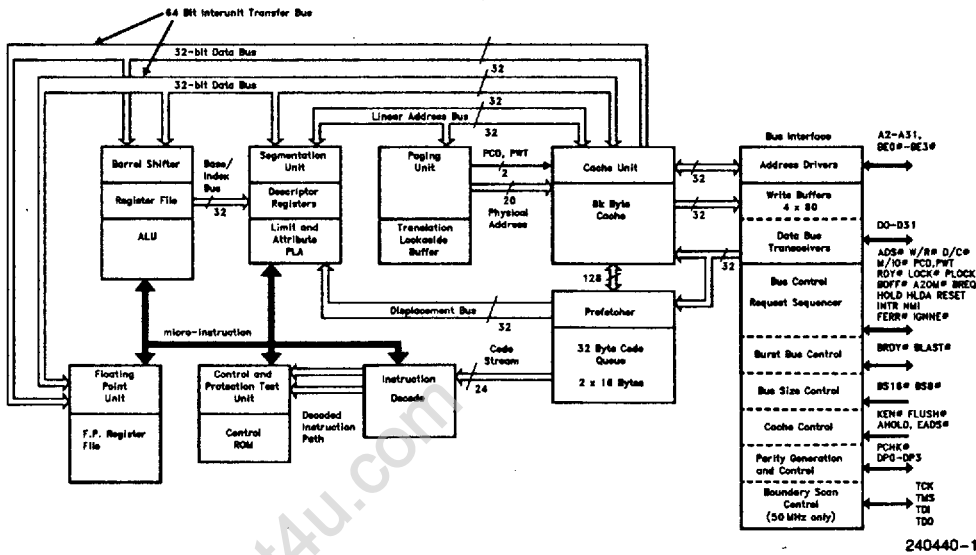 64 Bit Interunit Transfer Bus
32-bit Data Bus
32
32-bit Data Bus
32
32
Linear Address Bus
32
Barrel Shifter
Register File
ALU
Base/
Index
Bus
32
Segmentation
Unit
Descriptor
Registers
Limit and
Attribute
PLA
Paging
Unit
Translation
Lookaside
Buffer
PCD, PWT
2
20
Physical
Address
Cache Unit
8k Byte
Cache
32
32
32
128
Displacement Bus
32
Prefetcher
32 Byte Code
Queue
2 x 16 Bytes
Code
Stream
24
micro-instruction
Floating
Point
Unit
F.P. Register
File
Control and
Protection Test
Unit
Control
ROM
Decoded
Instruction
Path
Instruction
Decode
Bus Interface
Address Drivers
Write Buffers
4 x 80
Data Bus
Transceivers
Bus Control
Request Sequencer
Burst Bus Control
Bus Size Control
Cache Control
Parity Generation
and Control
Boundary Scan
Control
(50 MHz only)
A2-A31,
BE0#-BE3#
D0-D31
ADS# W/R# D/C#
M/IO# PCD,PWT
RDY# LOCK# PLOCK
BOFF# A20M# BREQ
HOLD HLDA RESET
INTR NMI
FERR# IGNNE#
BRDY# BLAST#
BS16# BS8#
KEN# FLUSH#
AHOLD, EADS#
PCHK#
DP0-DP3
TCK
TMS
TDI
TDO
240440-1
t4u.com